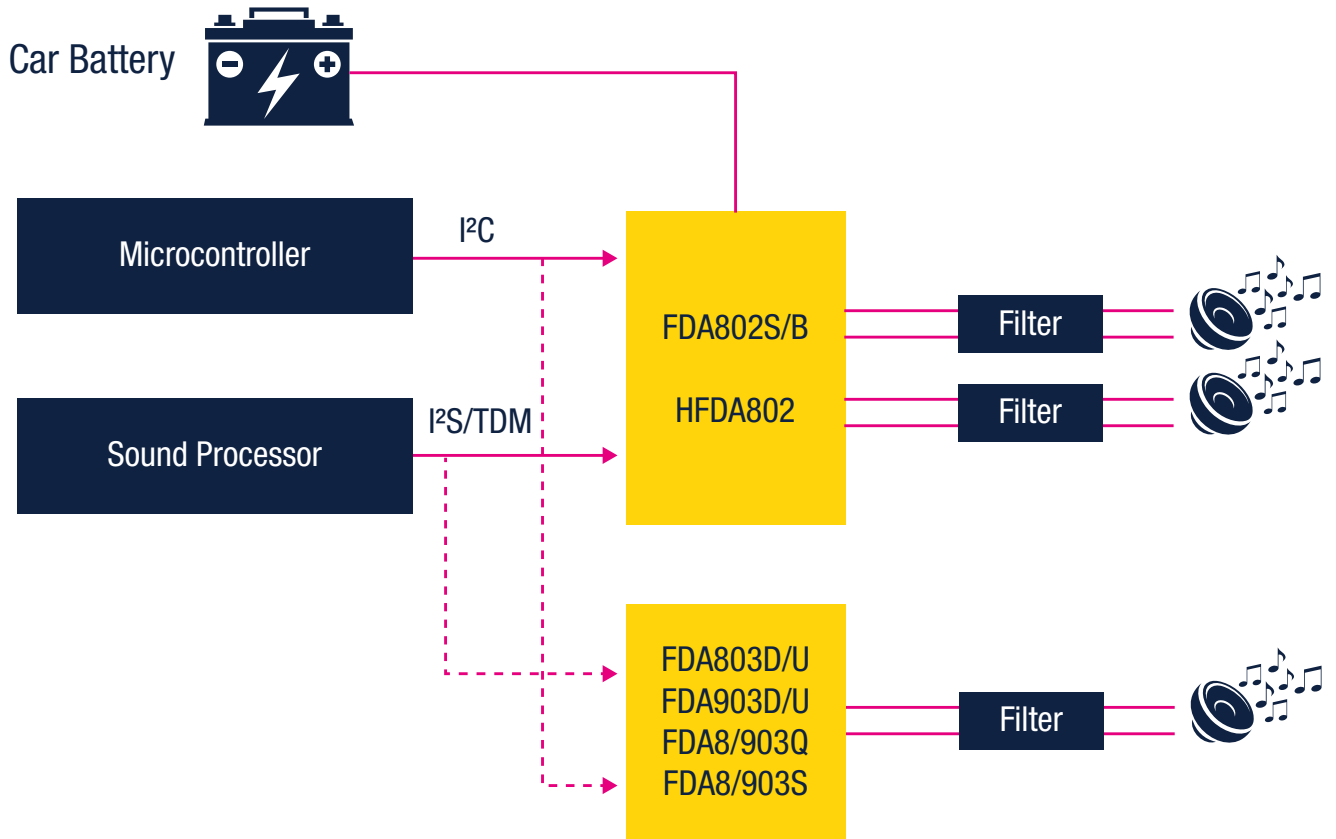 Car Battery
Microcontroller
I²C
Sound Processor
I²S/TDM
FDA802S/B
HFDA802
Filter
Filter
FDA803D/U
FDA903D/U
FDA8/903Q
FDA8/903S
Filter